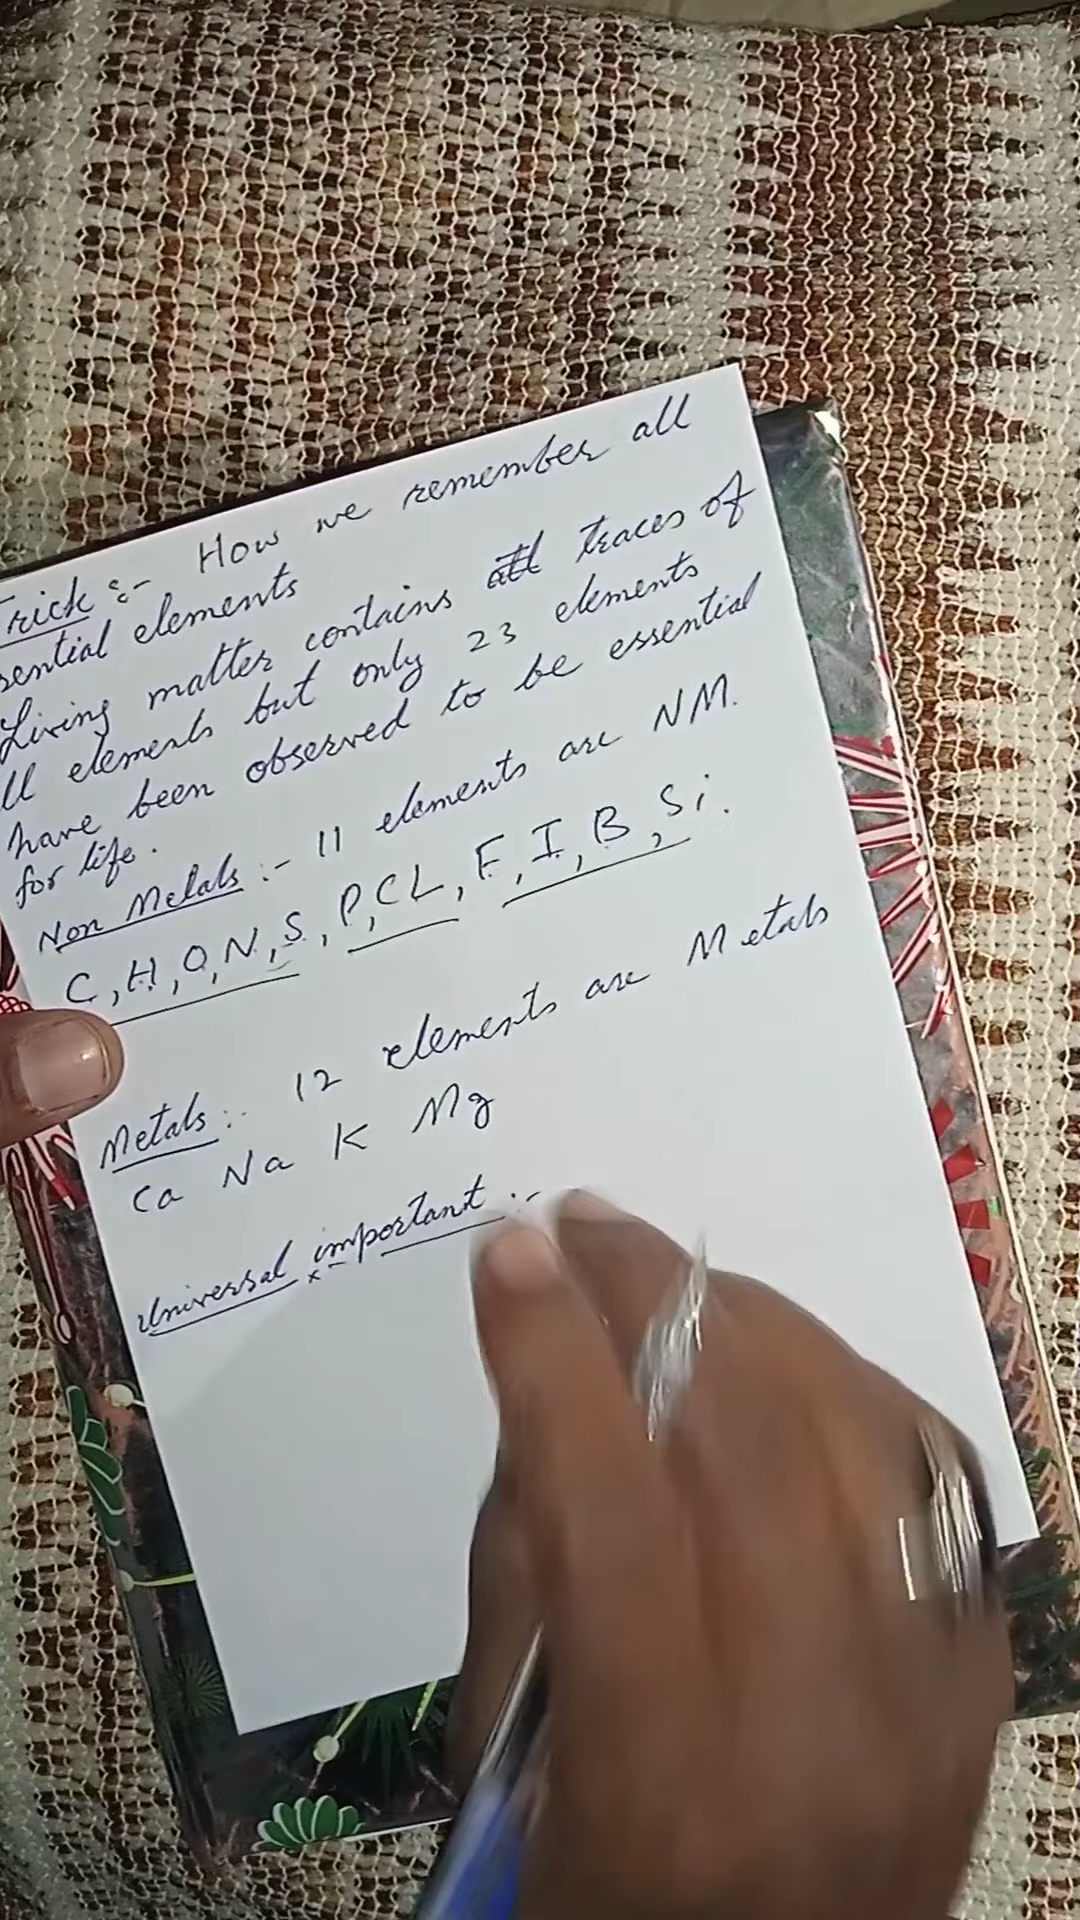 Trick :- How we remember all
sential elements
Living matter contains all traces of
ll elements but only 23 elements
have been observed to be essential
for life.
Non Metals :- 11 elements are NM.
C, H, O, N, S, P, CL, F, I, B, Si.
Metals :- 12 elements are Metals
Ca Na K Mg
Universal important :-